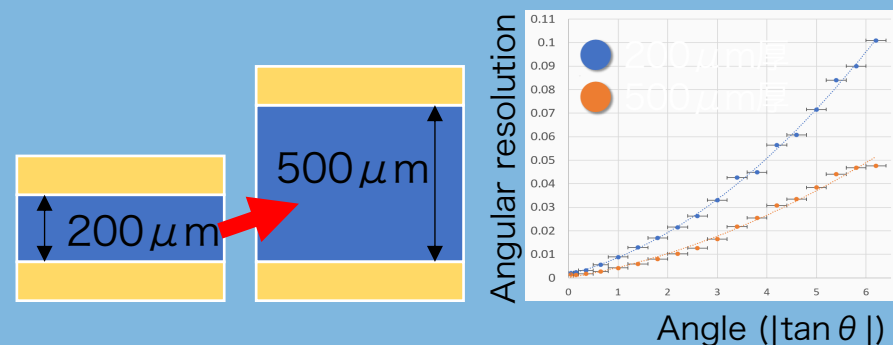 200μm
500μm
Angular resolution
0.11
0.1
0.09
0.08
0.07
0.06
0.05
0.04
0.03
0.02
0.01
0
200μm厚
500μm厚
0 1 2 3 4 5 6
Angle (|tanθ|)